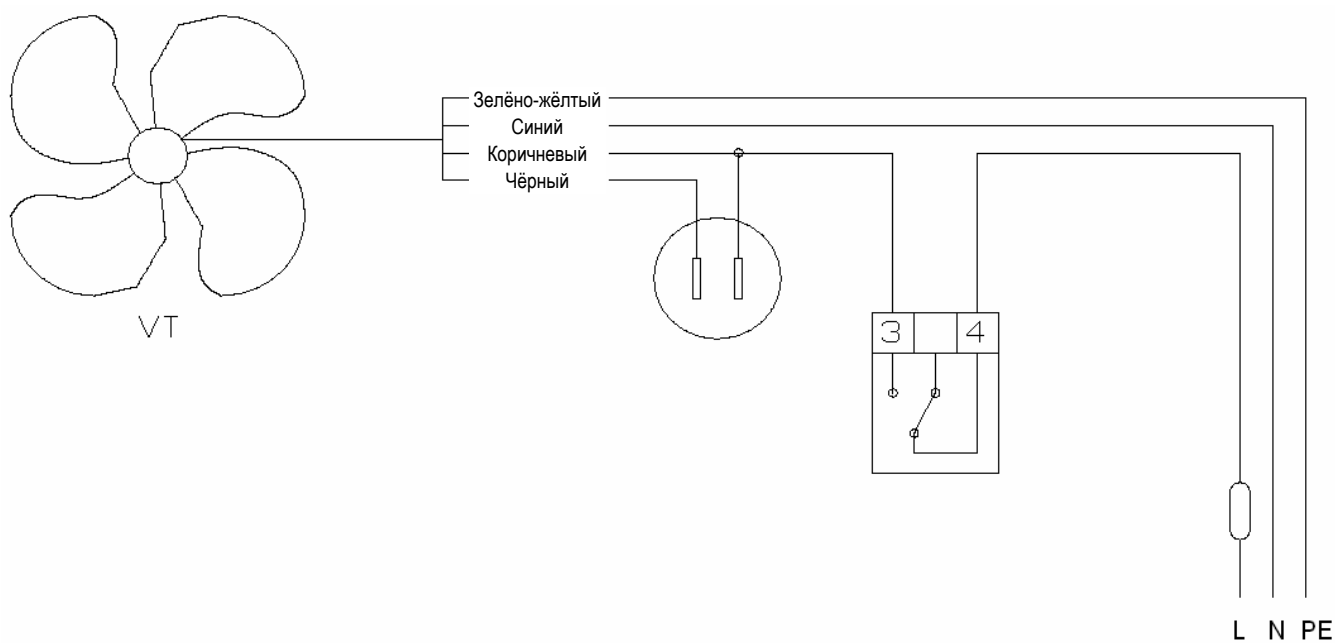 Зелёно-жёлтый
Синий
Коричневый
Чёрный
VT
3 4
L N PE